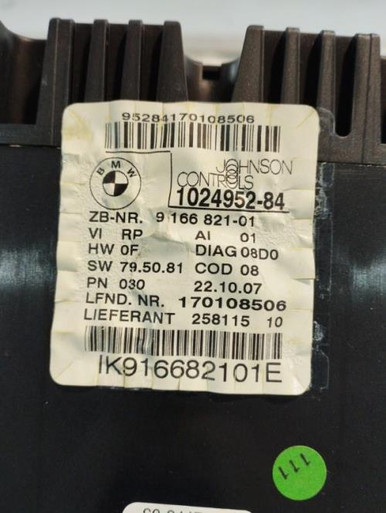 95284170108506
BMW
JOHNSON
CONTROLS
1024952-84
ZB-NR. 9 166 821-01
VI RP AI 01
HW 0F DIAG 08D0
SW 79.50.81 COD 08
PN 030 22.10.07
LFND. NR. 170108506
LIEFERANT 258115 10
IK916682101E
111